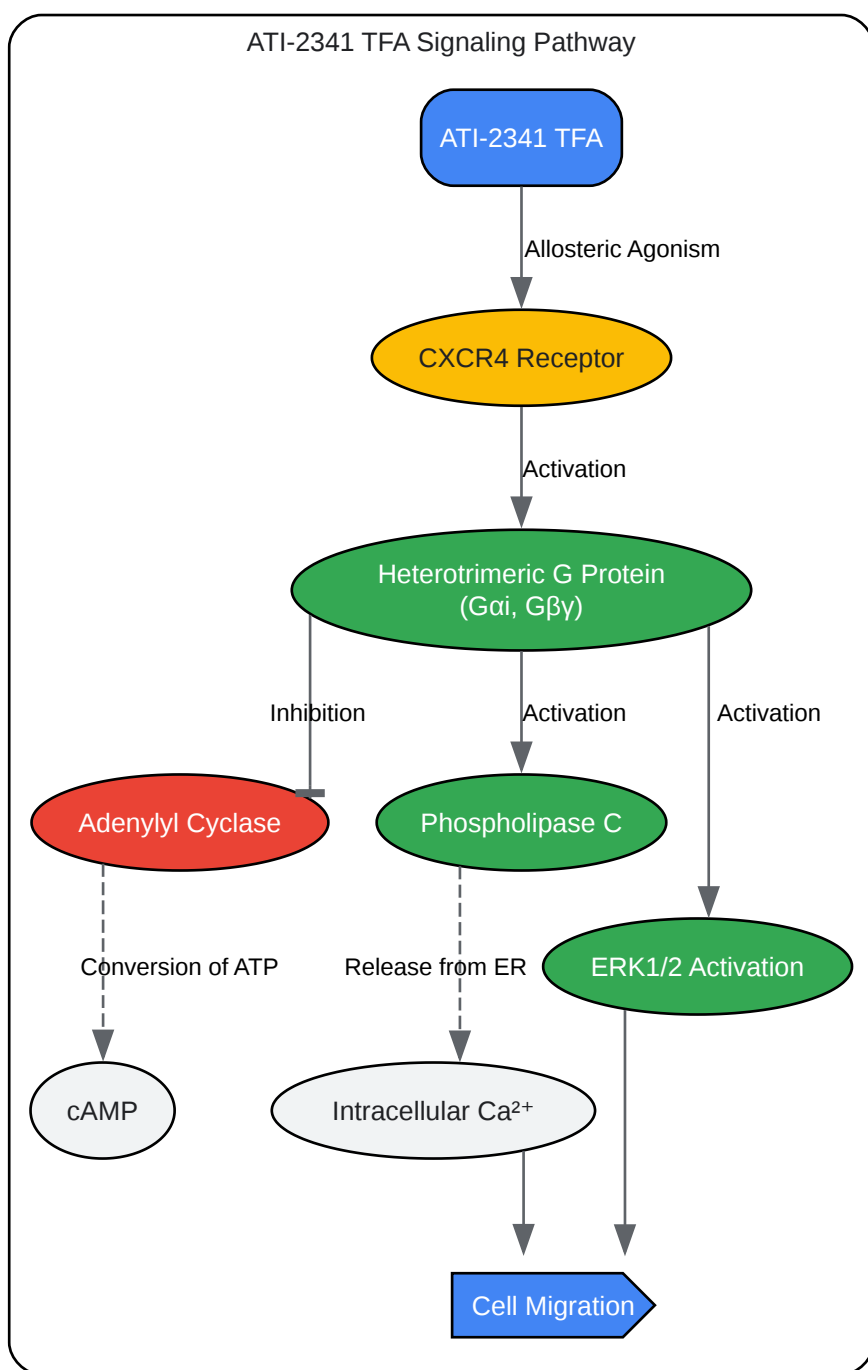 ATI-2341 TFA Signaling Pathway
ATI-2341 TFA
Allosteric Agonism
CXCR4 Receptor
Activation
Heterotrimeric G Protein
(Gαi, Gβγ)
Inhibition
Activation
Activation
Adenylyl Cyclase
Phospholipase C
Conversion of ATP
Release from ER
ERK1/2 Activation
cAMP
Intracellular Ca²⁺
Cell Migration